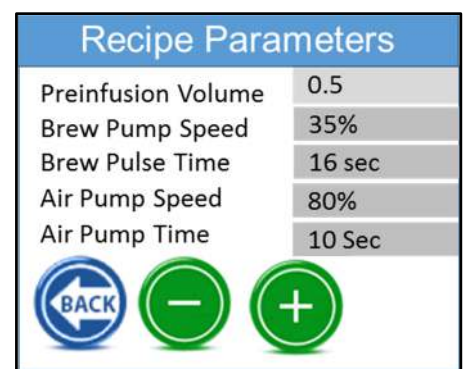 Recipe Parameters
Preinfusion Volume 0.5
Brew Pump Speed 35%
Brew Pulse Time 16 sec
Air Pump Speed 80%
Air Pump Time 10 Sec
BACK − +